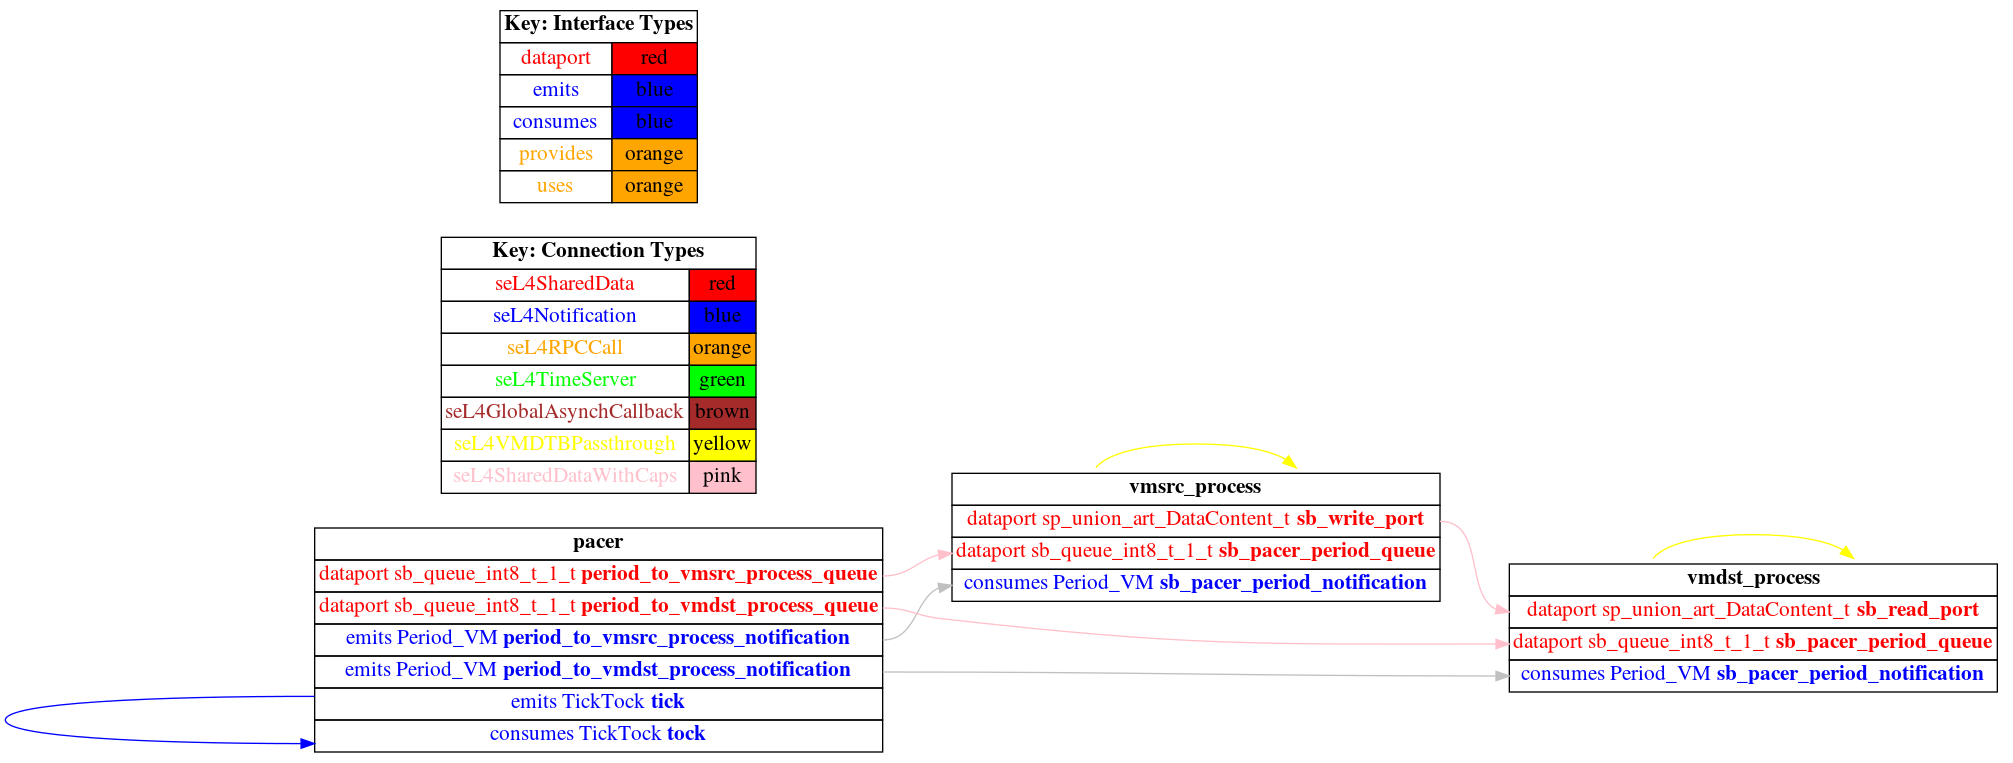 Key: Interface Types
dataport red
emits blue
consumes blue
provides orange
uses orange
Key: Connection Types
seL4SharedData red
seL4Notification blue
seL4RPCCall orange
seL4TimeServer green
seL4GlobalAsynchCallback brown
seL4VMDTBPassthrough yellow
seL4SharedDataWithCaps pink
pacer
dataport sb_queue_int8_t_1_t period_to_vmsrc_process_queue
dataport sb_queue_int8_t_1_t period_to_vmdst_process_queue
emits Period_VM period_to_vmsrc_process_notification
emits Period_VM period_to_vmdst_process_notification
emits TickTock tick
consumes TickTock tock
vmsrc_process
dataport sp_union_art_DataContent_t sb_write_port
dataport sb_queue_int8_t_1_t sb_pacer_period_queue
consumes Period_VM sb_pacer_period_notification
vmdst_process
dataport sp_union_art_DataContent_t sb_read_port
dataport sb_queue_int8_t_1_t sb_pacer_period_queue
consumes Period_VM sb_pacer_period_notification